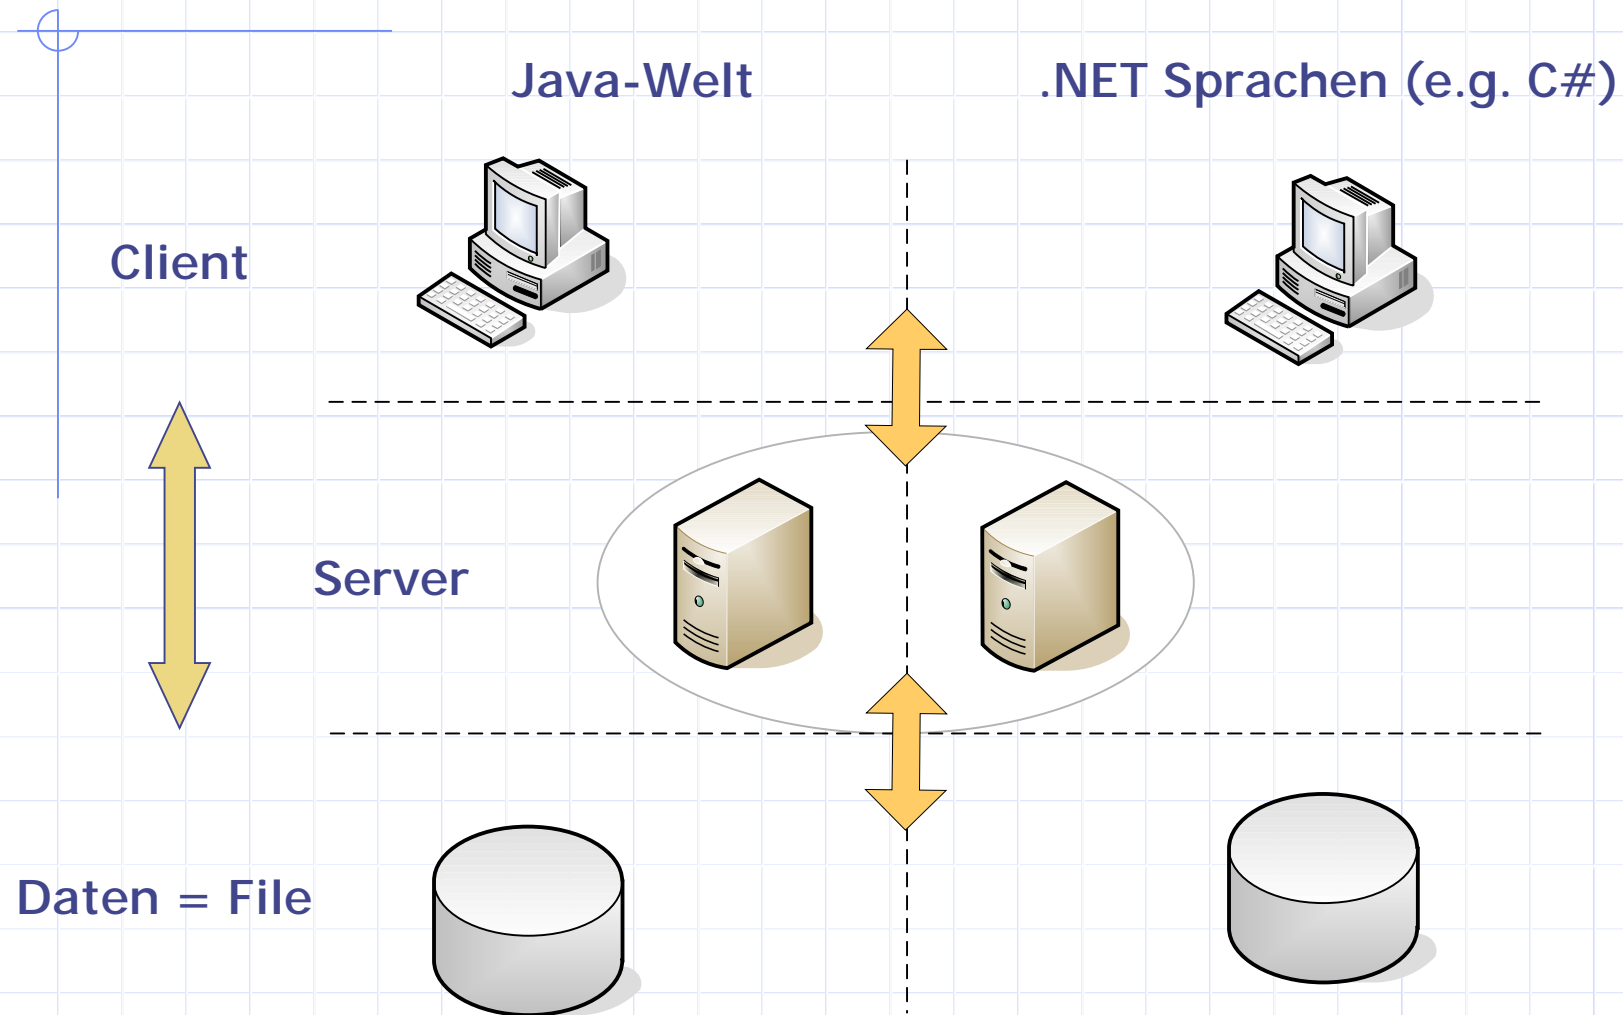 Java-Welt
.NET Sprachen (e.g. C#)
Client
Server
Daten = File